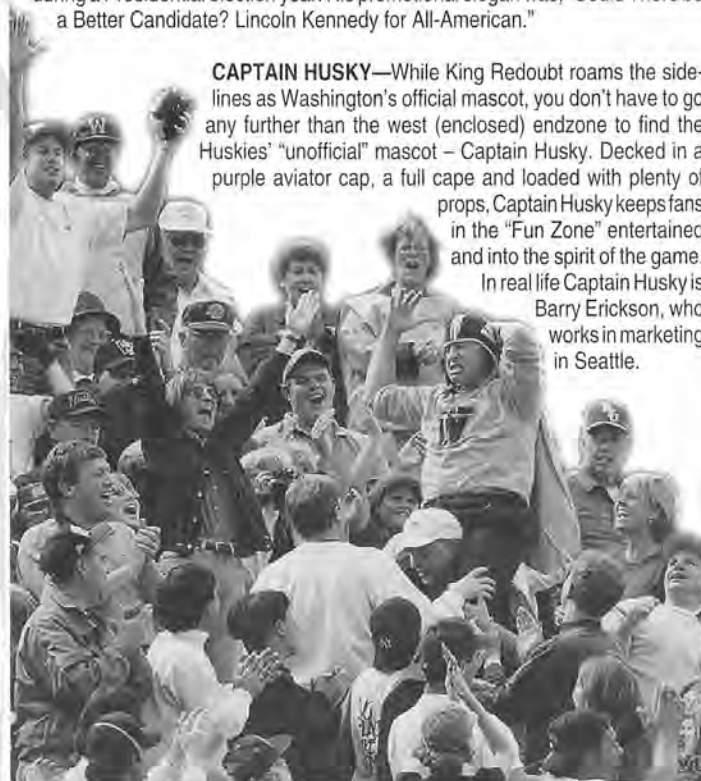 a Better Candidate? Lincoln Kennedy for All-American."
CAPTAIN HUSKY—While King Redoubt roams the side-
lines as Washington's official mascot, you don't have to go
any further than the west (enclosed) endzone to find the
Huskies' "unofficial" mascot – Captain Husky. Decked in a
purple aviator cap, a full cape and loaded with plenty of
props, Captain Husky keeps fans
in the "Fun Zone" entertained
and into the spirit of the game.
In real life Captain Husky is
Barry Erickson, who
works in marketing
in Seattle.
W
W
NY